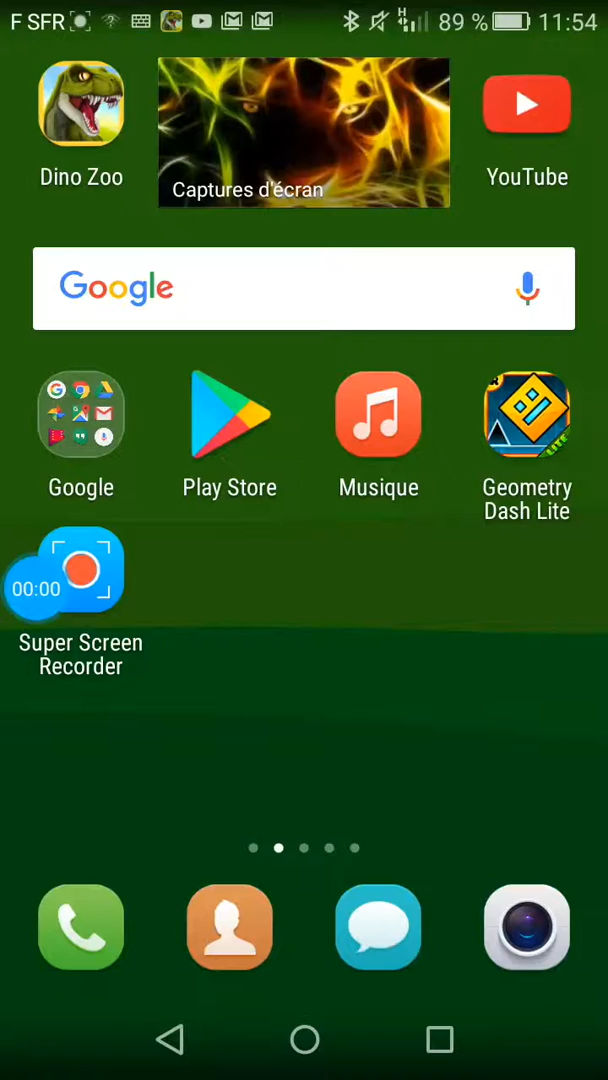 F SFR 89 % 11:54
Dino Zoo
Captures d'écran
YouTube
Google
Google
Play Store
Musique
Geometry
Dash Lite
00:00
Super Screen
Recorder